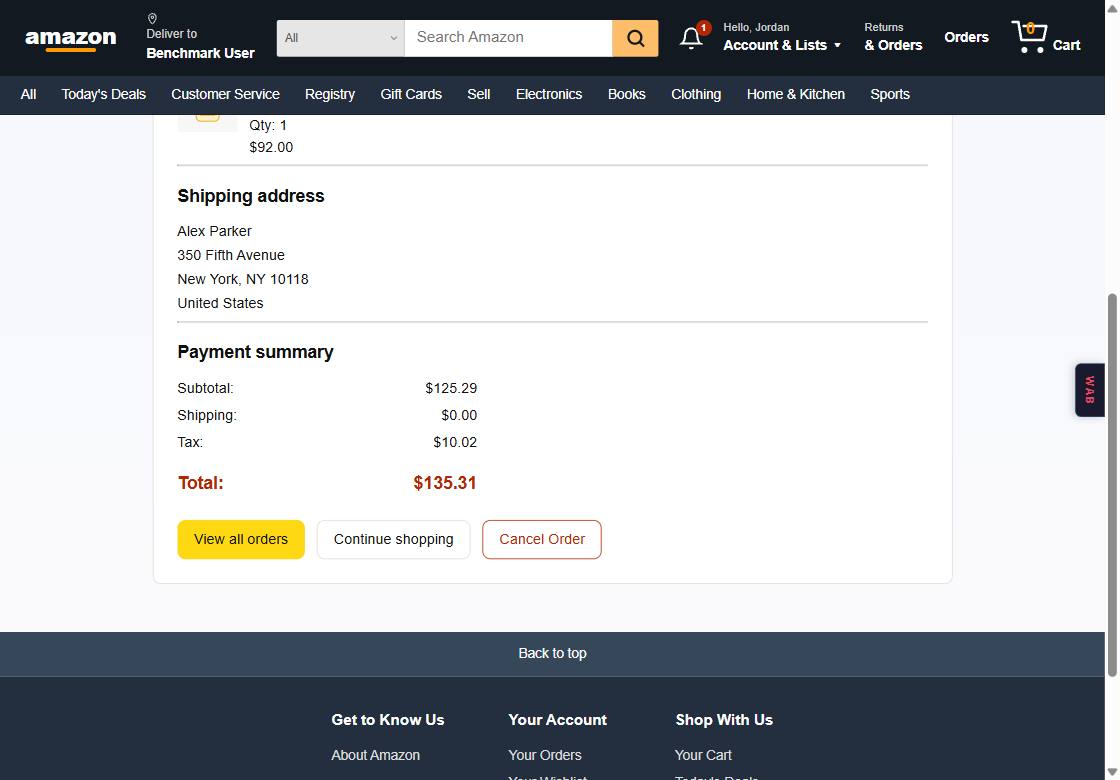 amazon
Deliver to
Benchmark User
All
Search Amazon
1
Hello, Jordan
Account & Lists
Returns
& Orders
Orders
0
Cart
All
Today's Deals
Customer Service
Registry
Gift Cards
Sell
Electronics
Books
Clothing
Home & Kitchen
Sports
Qty: 1
$92.00
Shipping address
Alex Parker
350 Fifth Avenue
New York, NY 10118
United States
WAB
Payment summary
Subtotal: $125.29
Shipping: $0.00
Tax: $10.02
Total: $135.31
View all orders
Continue shopping
Cancel Order
Back to top
Get to Know Us
Your Account
Shop With Us
About Amazon
Your Orders
Your Cart
Your Wishlist
Today's Deals